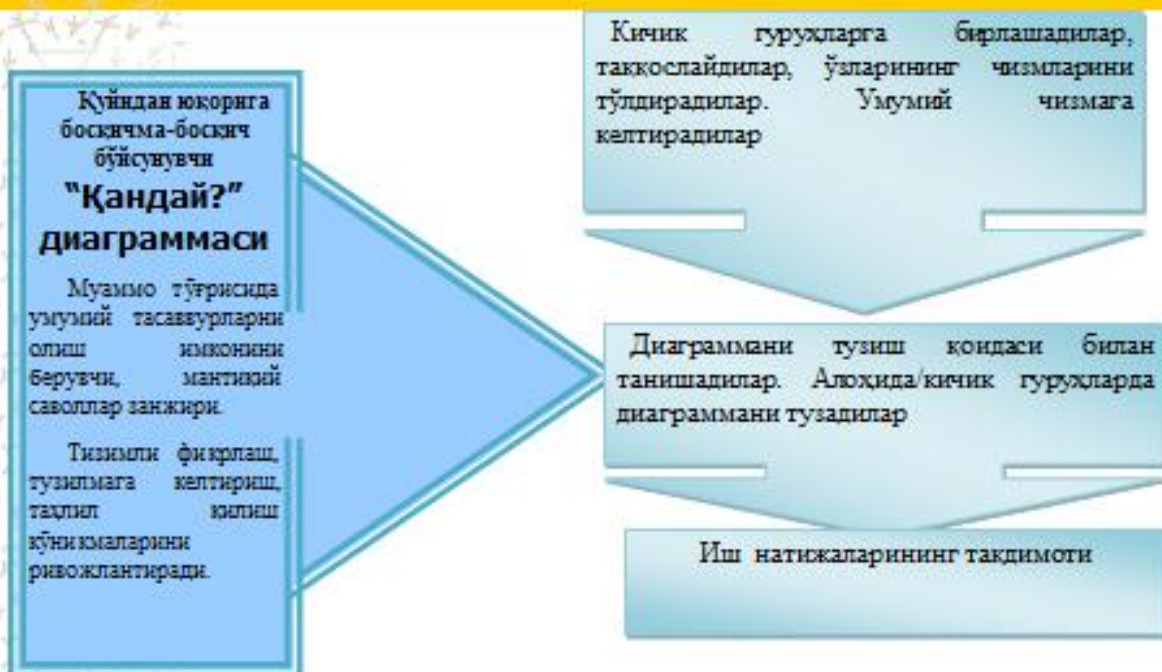 Қуйндан юқорига
босқичма-босқич
бўйсунувчи
“Қандай?”
диаграммаси
Муаммо тўғрисида
умумий тасаввурларни
олиш имконини
берувчи, мантиқий
саволлар занжири.
Тизимли фикрлаш,
тузилмага келтириш,
таҳлил қилиш
кўникмаларини
ривожлантиради.
Кичик гуруҳларга бирлашадилар,
таққослайдилар, ўзларининг чизмларини
тўлдирадилар. Умумий чизмага
келтирадилар
Диаграммани тузиш қоидаси билан
танишадилар. Алоҳида/кичик гуруҳларда
диаграммани тузадилар
Иш натижаларининг тақдимоти